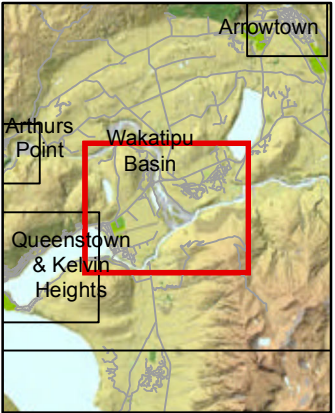 Arrowtown
Arthurs
Point
Wakatipu
Basin
Queenstown
& Kelvin
Heights